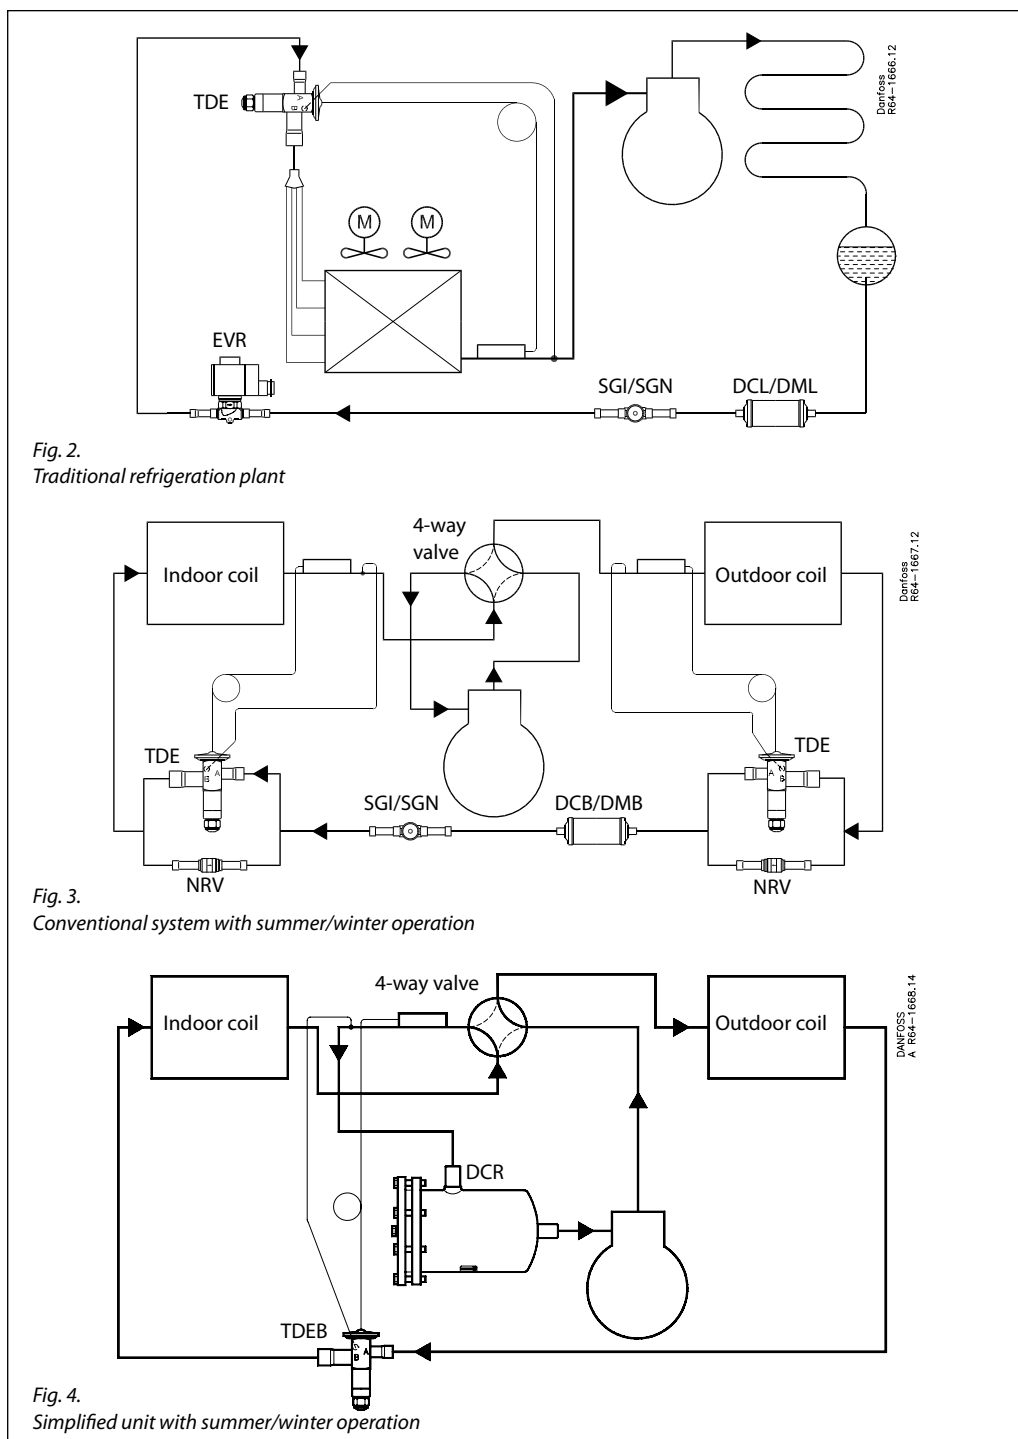 TDE
A
B
M M
Danfoss
R64-1666.12
EVR
SGI/SGN DCL/DML
Fig. 2.
Traditional refrigeration plant
4-way
valve
Indoor coil
Outdoor coil
Danfoss
R64-1667.12
TDE
B A
TDE
A B
SGI/SGN DCB/DMB
NRV
NRV
Fig. 3.
Conventional system with summer/winter operation
4-way valve
Indoor coil
Outdoor coil
DANFOSS
A R64-1668.14
DCR
TDEB
B A
Fig. 4.
Simplified unit with summer/winter operation